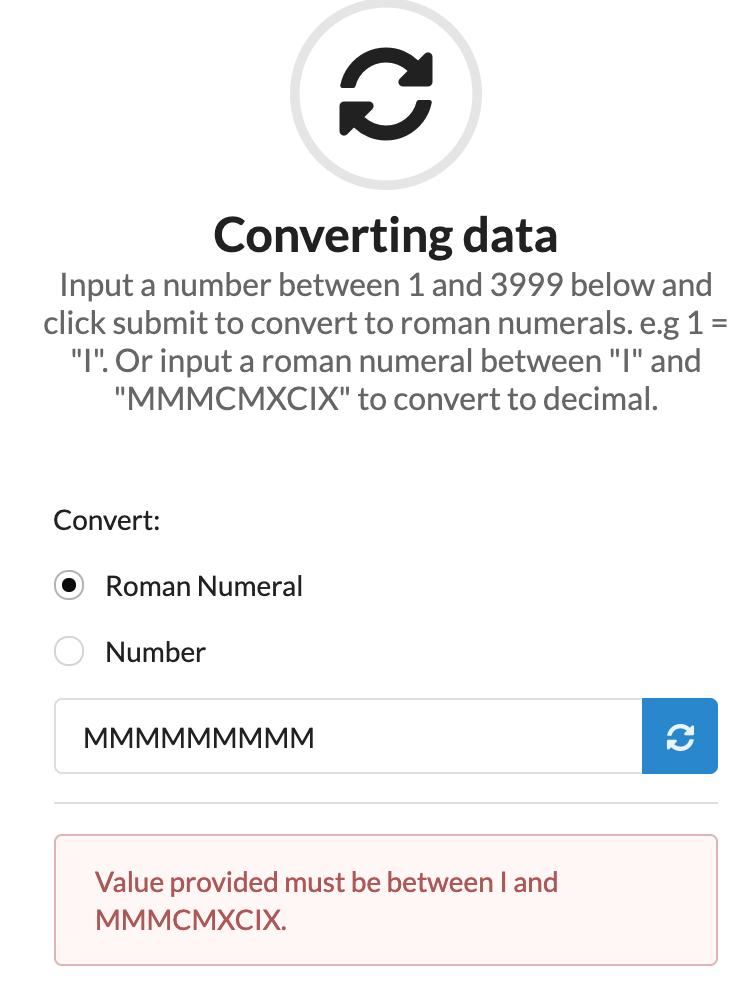 Converting data
Input a number between 1 and 3999 below and
click submit to convert to roman numerals. e.g 1 =
"I". Or input a roman numeral between "I" and
"MMMCMXCIX" to convert to decimal.
Convert:
Roman Numeral
Number
MMMMMMMMM
Value provided must be between I and
MMMCMXCIX.